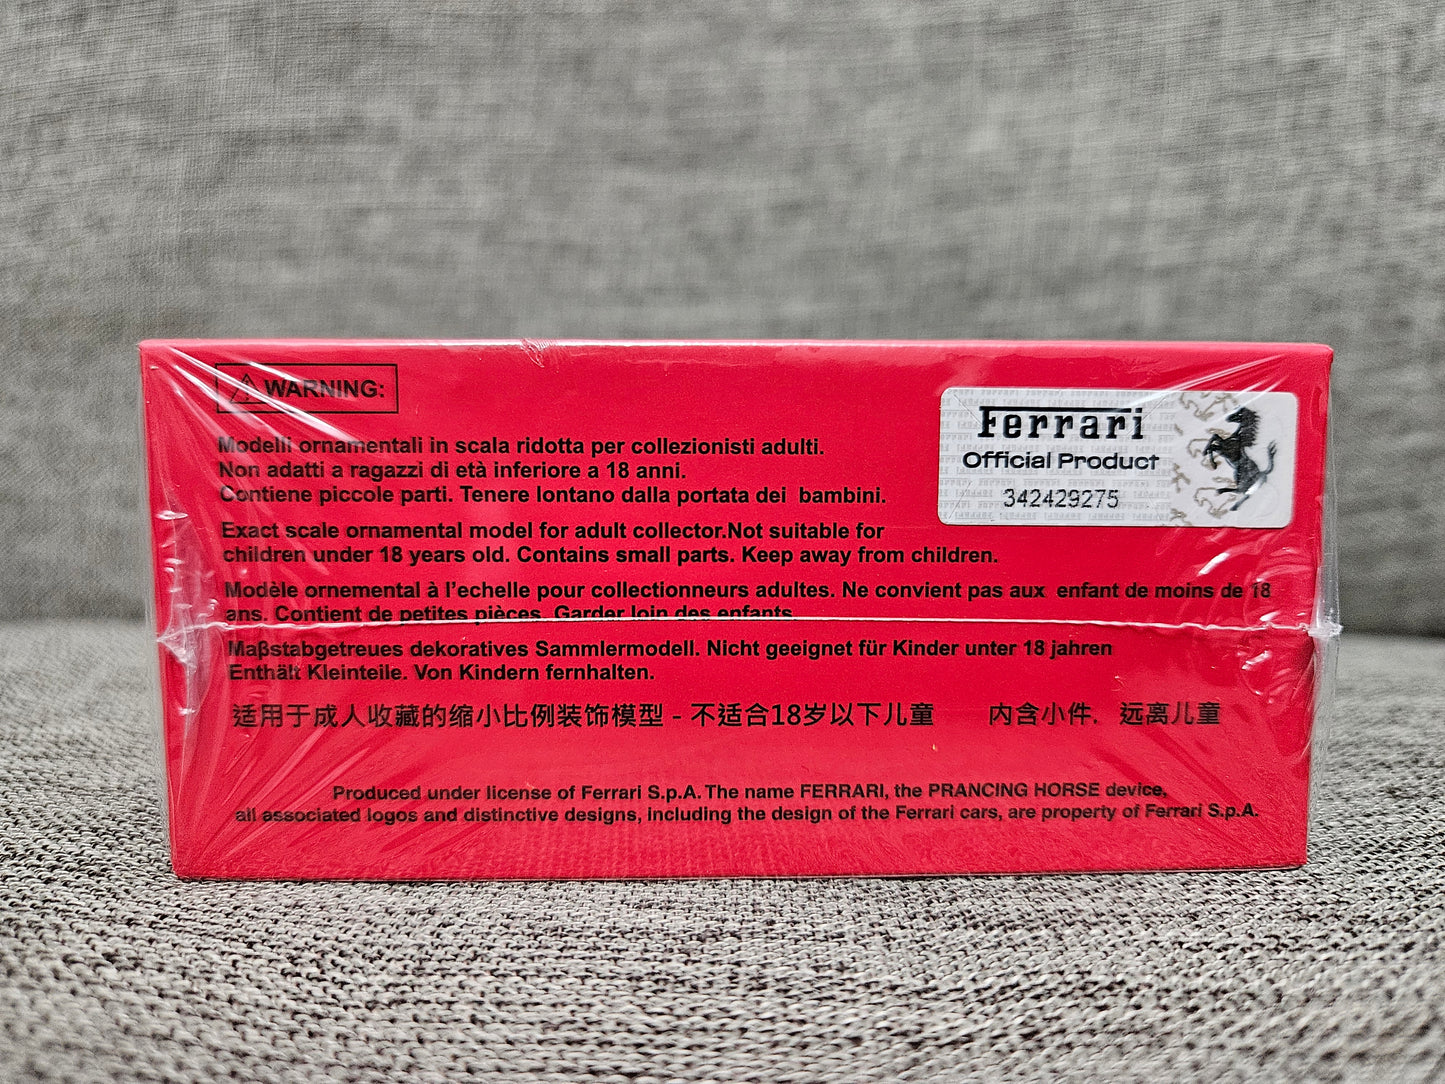 ⚠ WARNING:
Modelli ornamentali in scala ridotta per collezionisti adulti.
Non adatti a ragazzi di età inferiore a 18 anni.
Contiene piccole parti. Tenere lontano dalla portata dei bambini.
Exact scale ornamental model for adult collector.Not suitable for
children under 18 years old. Contains small parts. Keep away from children.
Modèle ornemental à l'echelle pour collectionneurs adultes. Ne convient pas aux enfant de moins de 18
ans. Contient de petites pièces. Garder loin des enfants.
Maβstabgetreues dekoratives Sammlermodell. Nicht geeignet für Kinder unter 18 jahren
Enthält Kleinteile. Von Kindern fernhalten.
适用于成人收藏的缩小比例装饰模型 - 不适合18岁以下儿童 内含小件. 远离儿童
Produced under license of Ferrari S.p.A. The name FERRARI, the PRANCING HORSE device,
all associated logos and distinctive designs, including the design of the Ferrari cars, are property of Ferrari S.p.A.
Ferrari
Official Product
342429275